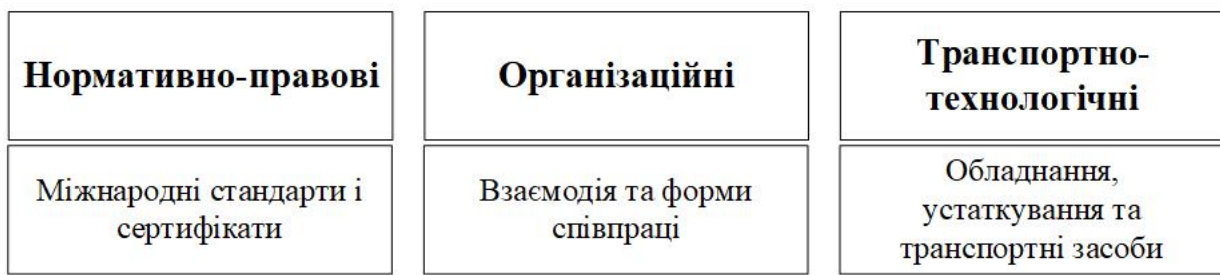 Нормативно-правові
Організаційні
Транспортно-
технологічні
Міжнародні стандарти і
сертифікати
Взаємодія та форми
співпраці
Обладнання,
устаткування та
транспортні засоби